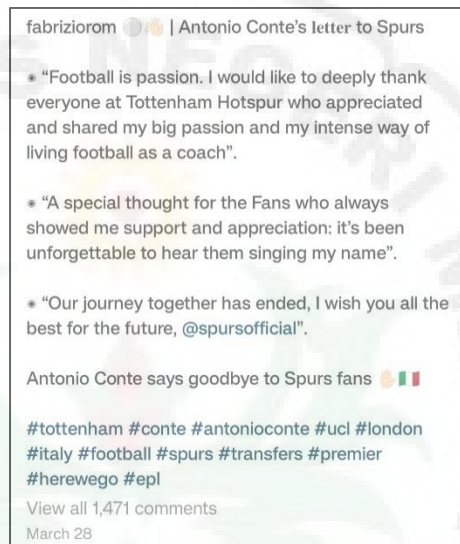 fabriziorom ⚪👋🏻 | Antonio Conte's letter to Spurs
◉ “Football is passion. I would like to deeply thank
everyone at Tottenham Hotspur who appreciated
and shared my big passion and my intense way of
living football as a coach”.
◉ “A special thought for the Fans who always
showed me support and appreciation: it's been
unforgettable to hear them singing my name”.
◉ “Our journey together has ended, I wish you all the
best for the future, @spursofficial”.
Antonio Conte says goodbye to Spurs fans 👋🏻🇮🇹
#tottenham #conte #antonioconte #ucl #london
#italy #football #spurs #transfers #premier
#herewego #epl
View all 1,471 comments
March 28